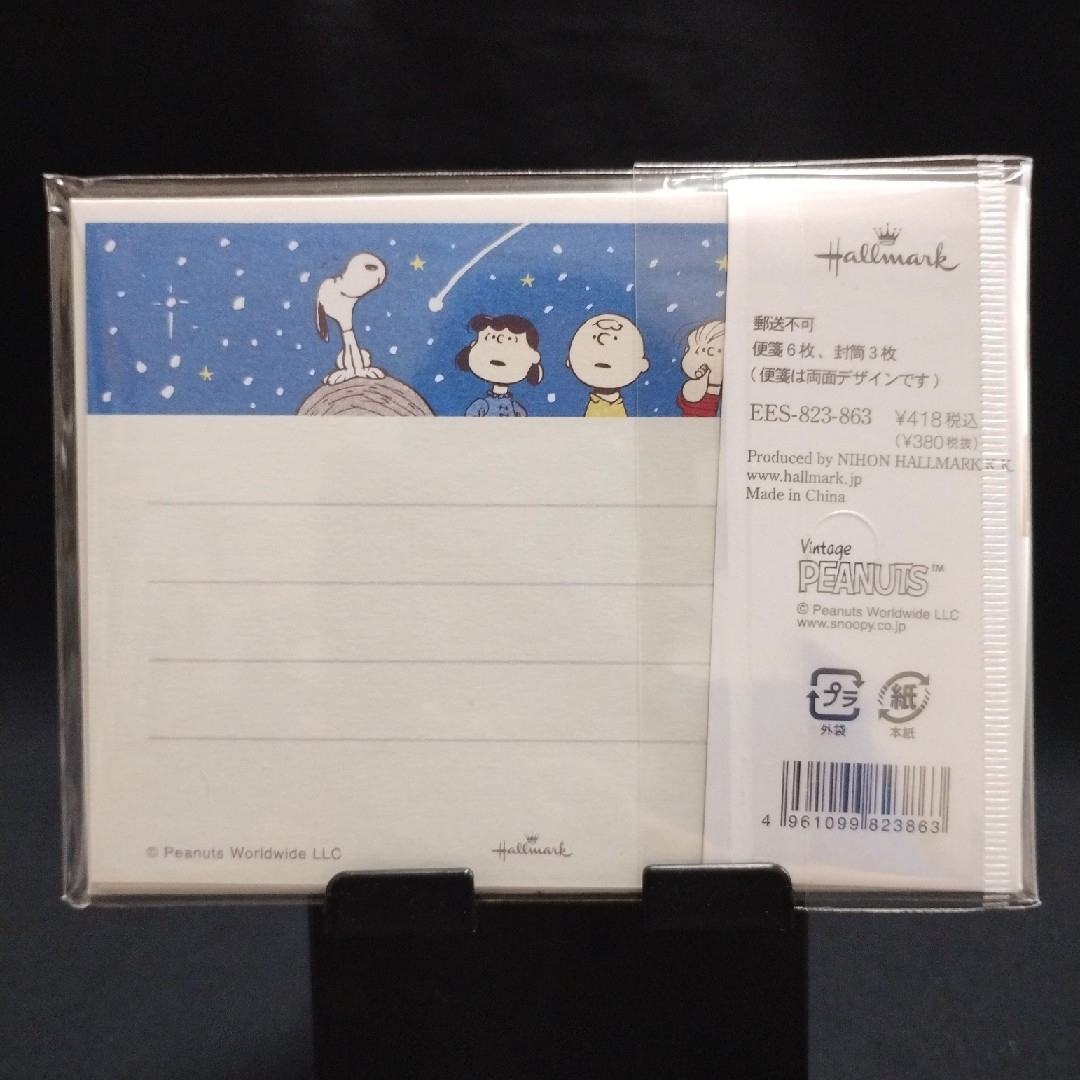 Hallmark
郵送不可
便箋6枚、封筒3枚
(便箋は両面デザインです)
EES-823-863 ¥418税込
(¥380税抜)
Produced by NIHON HALLMARK K.K.
www.hallmark.jp
Made in China
Vintage
PEANUTS™
© Peanuts Worldwide LLC
www.snoopy.co.jp
プラ
外袋
紙
本紙
4 961099 823863
© Peanuts Worldwide LLC
Hallmark